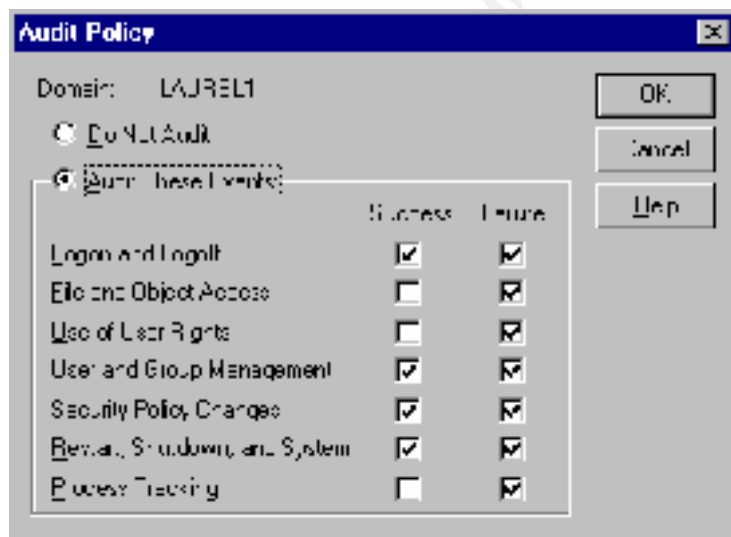 Audit Policy
Domain: LAUREL1
OK
Do Not Audit
Cancel
Audit These Events:
Help
Success Failure
Logon and Logoff
File and Object Access
Use of User Rights
User and Group Management
Security Policy Changes
Restart, Shutdown, and System
Process Tracking